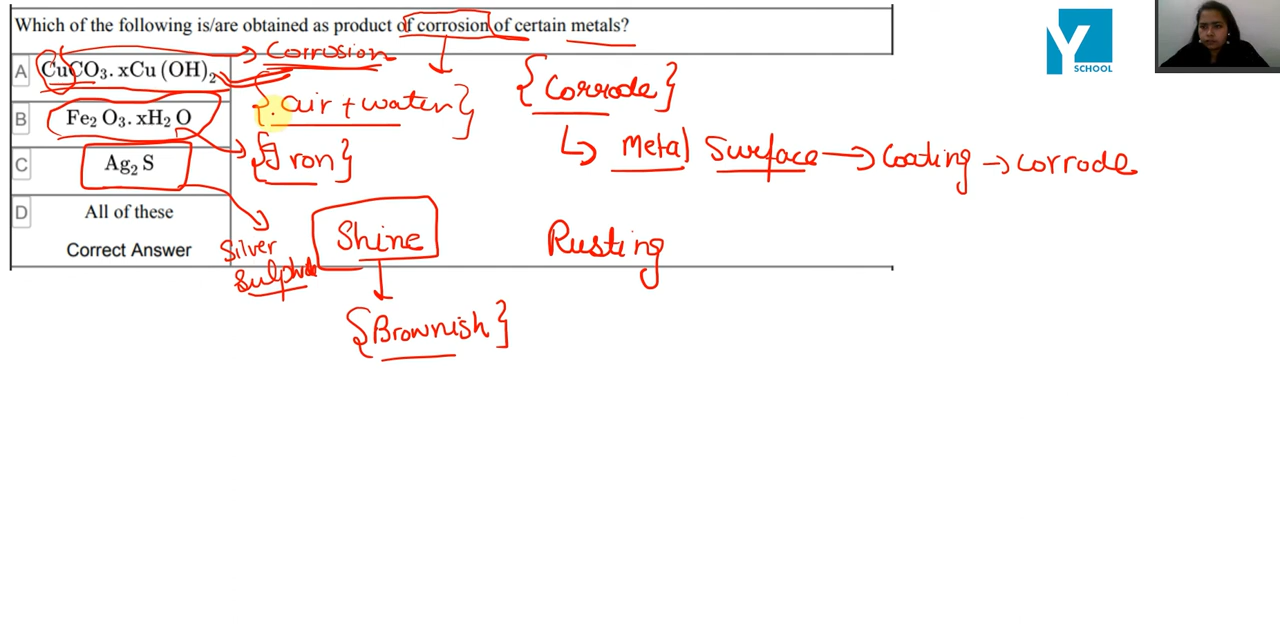 Which of the following is/are obtained as product of corrosion of certain metals?
A CuCO3. xCu (OH)2
B Fe2 O3. xH2 O
C Ag2 S
D All of these
Correct Answer
Corrosion
{air + water}
{Iron}
Silver
Sulphide
Shine
{Brownish}
{Corrode}
Metal Surface → Coating → corrode
Rusting
Y
SCHOOL